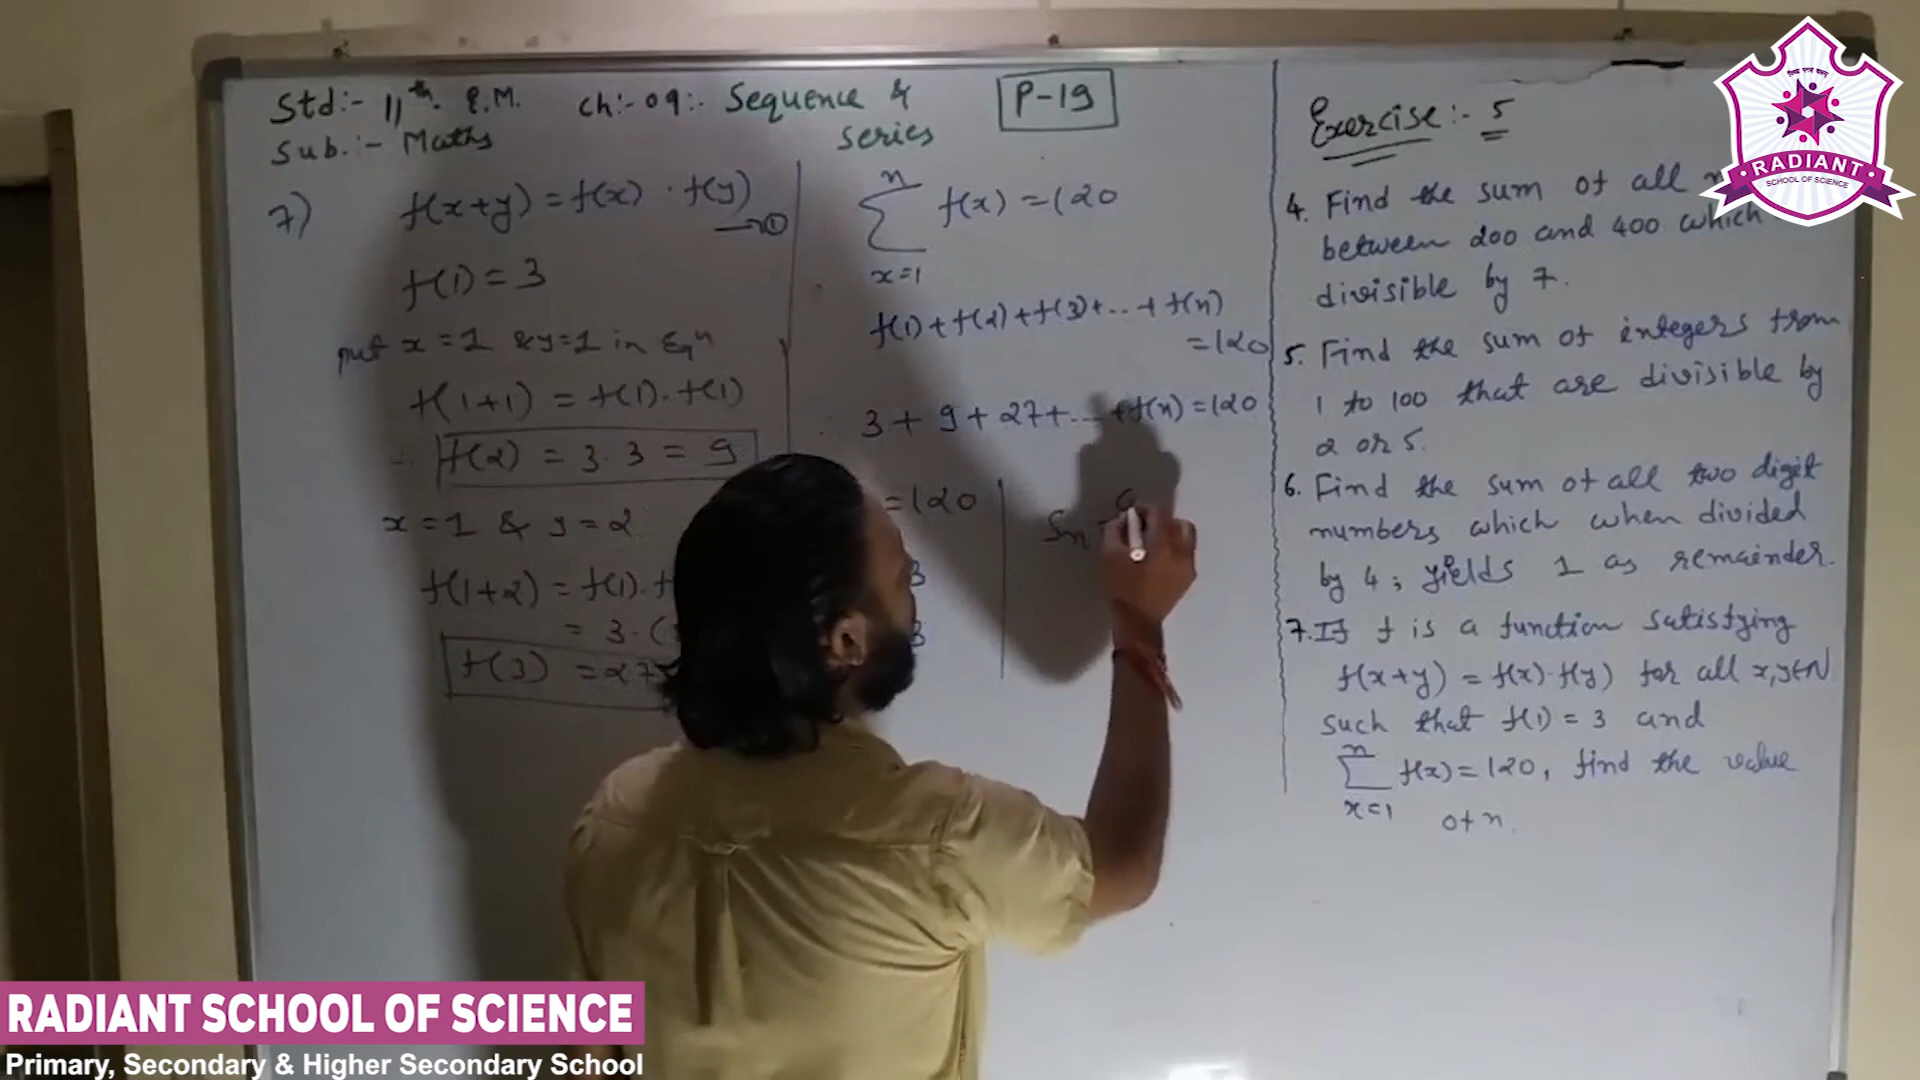 Std:- 11th E.M. Ch:- 09:- Sequence & series P-19
Sub.:- Maths
7) f(x+y) = f(x) · f(y) → ①
f(1) = 3
put x = 1 & y=1 in Eqn
f(1+1) = f(1). f(1)
∴ f(2) = 3.3 = 9
x = 1 & y = 2
f(1+2) = f(1).
= 3.
f(3) = 27
n
∑ f(x) = 120
x=1
f(1) + f(2) + f(3)+...+ f(n)
=120
∴ 3 + 9 + 27+... + f(n) = 120
= 120
3
3
Sn
Exercise:- 5
4. Find the sum of all
between 200 and 400 which
divisible by 7.
5. Find the sum of integers from
1 to 100 that are divisible by
2 or 5.
6. Find the sum of all two digit
numbers which when divided
by 4; yields 1 as remainder.
7. If f is a function satisfying
f(x+y) = f(x)·f(y) for all x,y∈N
such that f(1) = 3 and
n
∑ f(x) = 120, find the value
x=1 of n.
RADIANT
SCHOOL OF SCIENCE
RADIANT SCHOOL OF SCIENCE
Primary, Secondary & Higher Secondary School